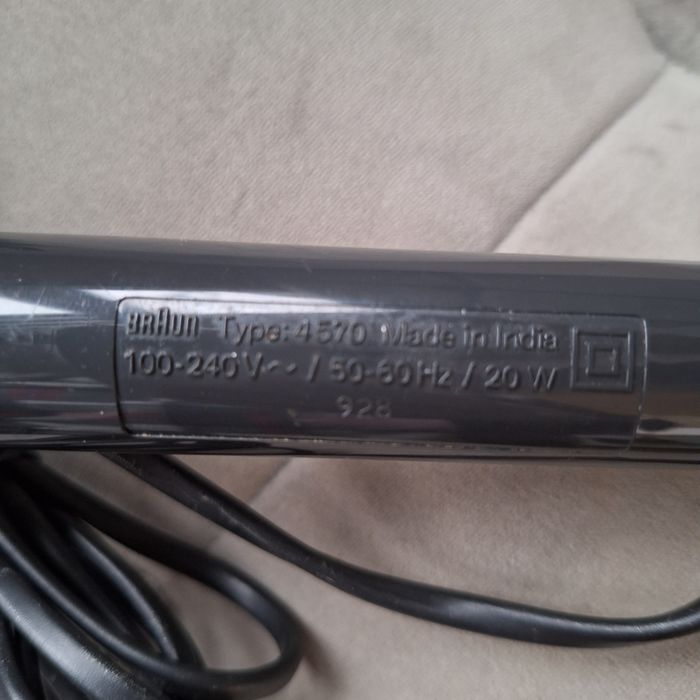 BRAUN Type: 4570 Made in India
100-240 V ~ / 50-60 Hz / 20 W
928